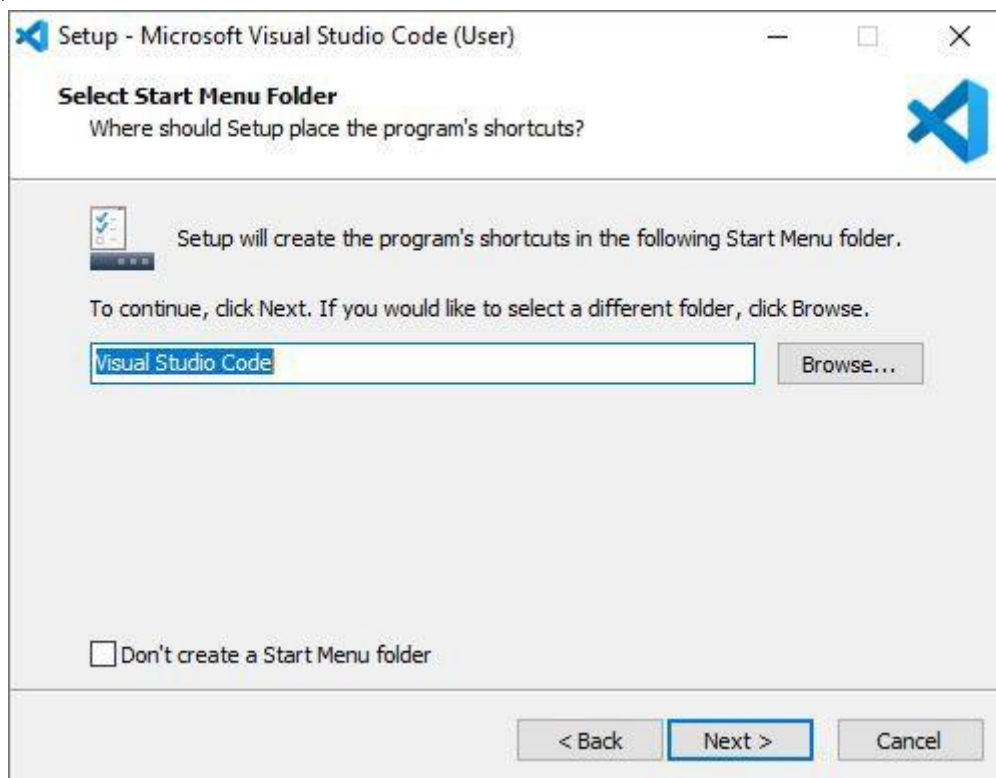 Setup - Microsoft Visual Studio Code (User)
Select Start Menu Folder
Where should Setup place the program's shortcuts?
Setup will create the program's shortcuts in the following Start Menu folder.
To continue, click Next. If you would like to select a different folder, click Browse.
Visual Studio Code
Browse...
Don't create a Start Menu folder
< Back
Next >
Cancel